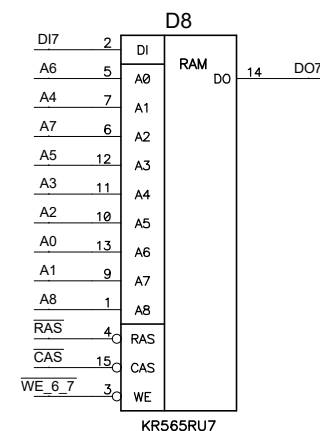 D8
DI7 2 DI RAM
A6 5 A0 DO 14 DO7
A4 7 A1
A7 6 A2
A5 12 A3
A3 11 A4
A2 10 A5
A0 13 A6
A1 9 A7
A8 1 A8
RAS 4 RAS
CAS 15 CAS
WE_6_7 3 WE
KR565RU7